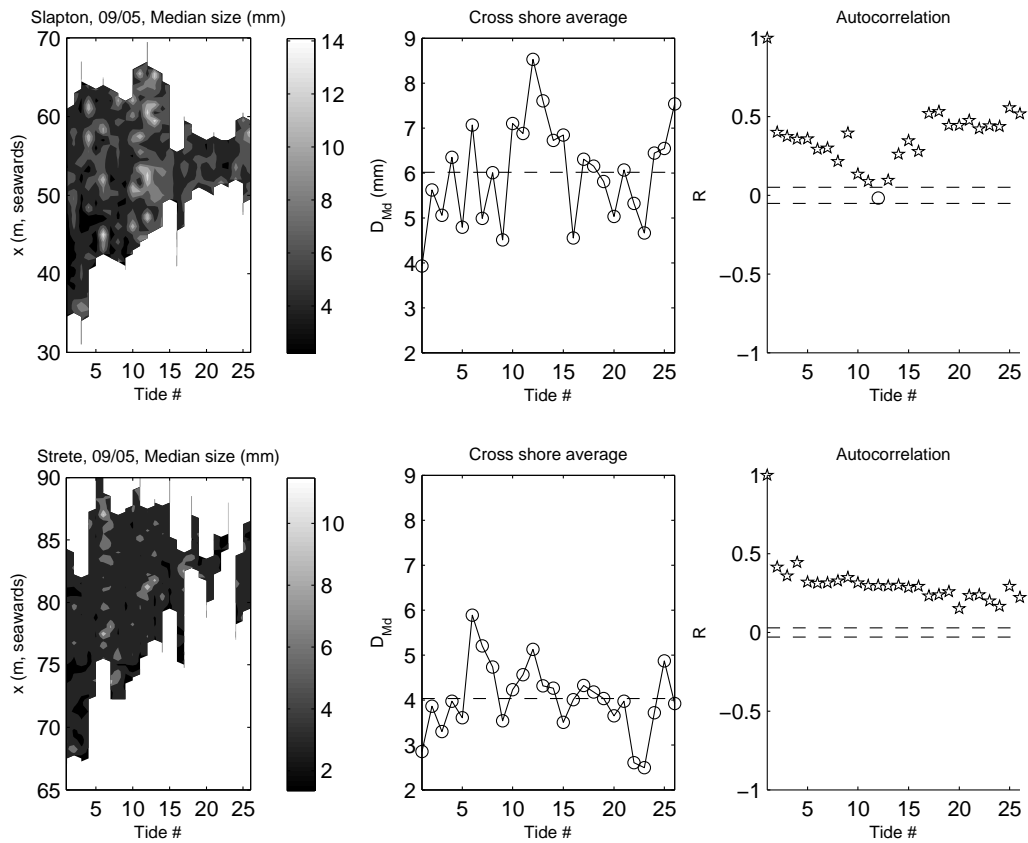 Slapton, 09/05, Median size (mm)
70
60
50
40
30
x (m, seawards)
5 10 15 20 25
Tide #
14
12
10
8
6
4
Cross shore average
9
8
7
6
5
4
3
2
D_Md (mm)
5 10 15 20 25
Tide #
Autocorrelation
1
0.5
0
−0.5
−1
R
5 10 15 20 25
Tide #
Strete, 09/05, Median size (mm)
90
85
80
75
70
65
x (m, seawards)
5 10 15 20 25
Tide #
10
8
6
4
2
Cross shore average
9
8
7
6
5
4
3
2
D_Md
5 10 15 20 25
Tide #
Autocorrelation
1
0.5
0
−0.5
−1
R
5 10 15 20 25
Tide #